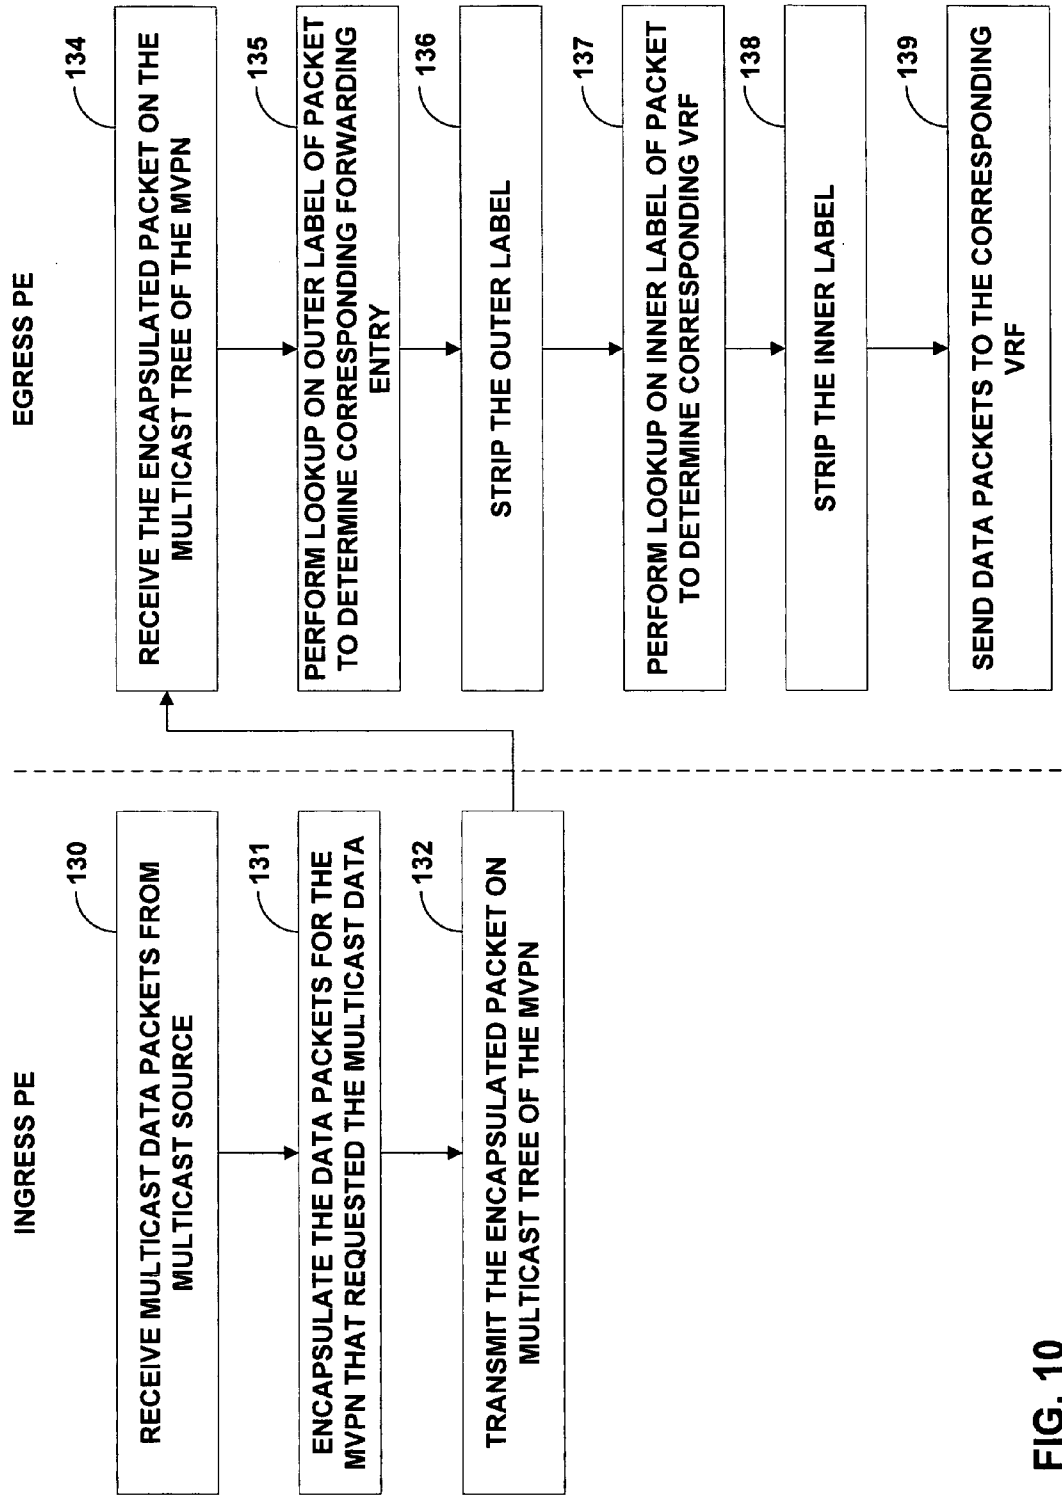 INGRESS PE
130
RECEIVE MULTICAST DATA PACKETS FROM
MULTICAST SOURCE
131
ENCAPSULATE THE DATA PACKETS FOR THE
MVPN THAT REQUESTED THE MULTICAST DATA
132
TRANSMIT THE ENCAPSULATED PACKET ON
MULTICAST TREE OF THE MVPN
EGRESS PE
134
RECEIVE THE ENCAPSULATED PACKET ON THE
MULTICAST TREE OF THE MVPN
135
PERFORM LOOKUP ON OUTER LABEL OF PACKET
TO DETERMINE CORRESPONDING FORWARDING
ENTRY
136
STRIP THE OUTER LABEL
137
PERFORM LOOKUP ON INNER LABEL OF PACKET
TO DETERMINE CORRESPONDING VRF
138
STRIP THE INNER LABEL
139
SEND DATA PACKETS TO THE CORRESPONDING
VRF
FIG. 10